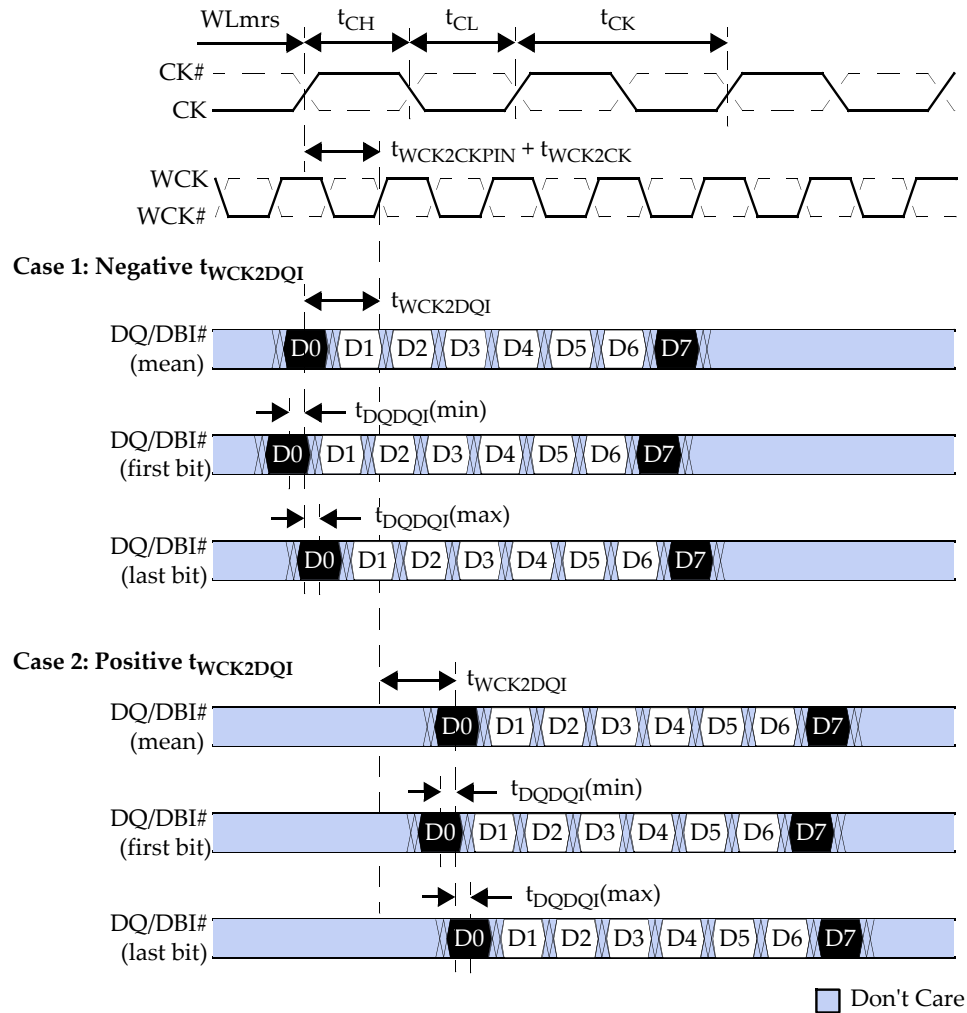 WLmrs tCH tCL tCK
CK#
CK
tWCK2CKPIN + tWCK2CK
WCK
WCK#
Case 1: Negative tWCK2DQI
tWCK2DQI
DQ/DBI#
(mean)
D0 D1 D2 D3 D4 D5 D6 D7
tDQDQI(min)
DQ/DBI#
(first bit)
D0 D1 D2 D3 D4 D5 D6 D7
tDQDQI(max)
DQ/DBI#
(last bit)
D0 D1 D2 D3 D4 D5 D6 D7
Case 2: Positive tWCK2DQI
tWCK2DQI
DQ/DBI#
(mean)
D0 D1 D2 D3 D4 D5 D6 D7
tDQDQI(min)
DQ/DBI#
(first bit)
D0 D1 D2 D3 D4 D5 D6 D7
tDQDQI(max)
DQ/DBI#
(last bit)
D0 D1 D2 D3 D4 D5 D6 D7
Don't Care